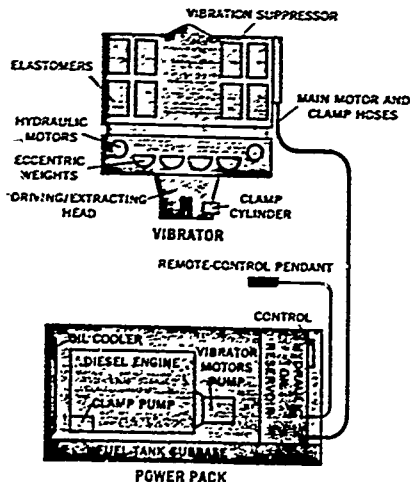 VIBRATION SUPPRESSOR
ELASTOMERS
MAIN MOTOR AND
CLAMP HOSES
HYDRAULIC
MOTORS
ECCENTRIC
WEIGHTS
DRIVING/EXTRACTING
HEAD
CLAMP
CYLINDER
VIBRATOR
REMOTE-CONTROL PENDANT
CONTROL
OIL COOLER
DIESEL ENGINE
VIBRATOR
MOTORS
PUMP
HYDRAULIC
OIL
RESERVOIR
CLAMP PUMP
FUEL TANK SUBBASE
POWER PACK